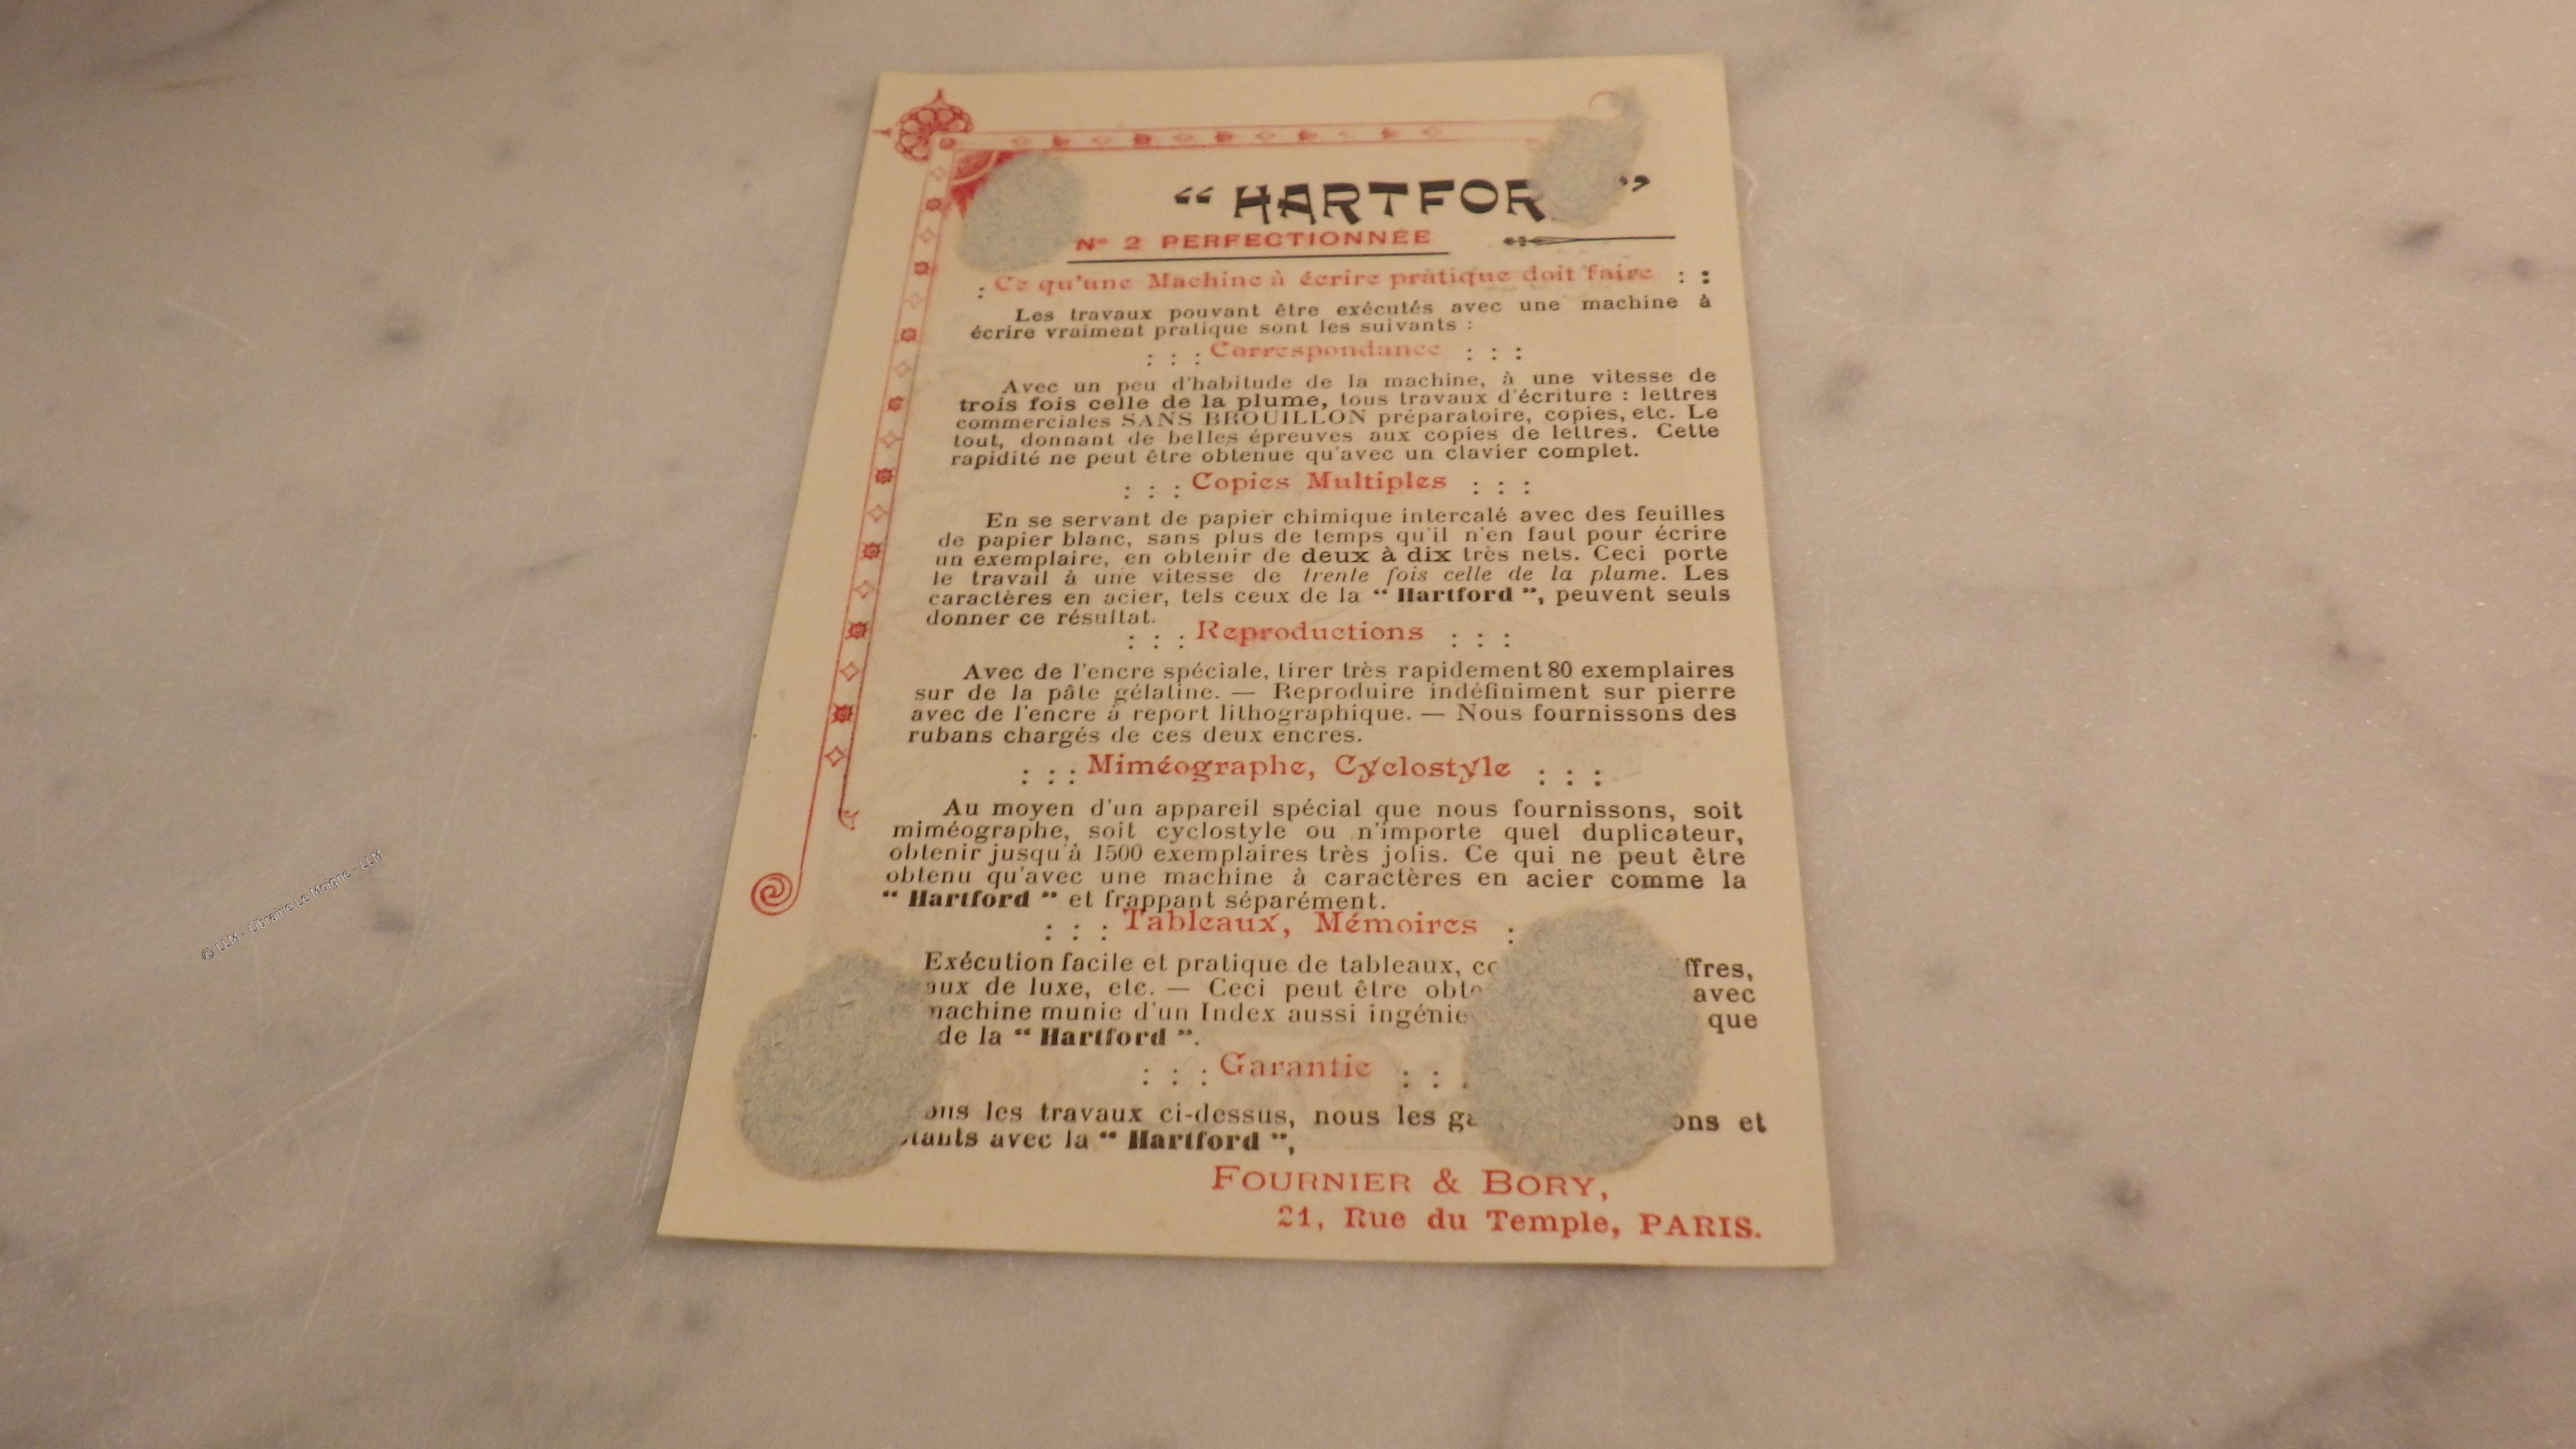 “ HARTFOR ”
N° 2 PERFECTIONNÉE
: Ce qu'une Machine à écrire pratique doit faire : :
Les travaux pouvant être exécutés avec une machine à
écrire vraiment pratique sont les suivants :
: : : Correspondance : : :
Avec un peu d'habitude de la machine, à une vitesse de
trois fois celle de la plume, tous travaux d'écriture : lettres
commerciales SANS BROUILLON préparatoire, copies, etc. Le
tout, donnant de belles épreuves aux copies de lettres. Cette
rapidité ne peut être obtenue qu'avec un clavier complet.
: : : Copies Multiples : : :
En se servant de papier chimique intercalé avec des feuilles
de papier blanc, sans plus de temps qu'il n'en faut pour écrire
un exemplaire, en obtenir de deux à dix très nets. Ceci porte
le travail à une vitesse de trente fois celle de la plume. Les
caractères en acier, tels ceux de la “ Hartford ”, peuvent seuls
donner ce résultat.
: : : Reproductions : : :
Avec de l'encre spéciale, tirer très rapidement 80 exemplaires
sur de la pâte gélatine. — Reproduire indéfiniment sur pierre
avec de l'encre à report lithographique. — Nous fournissons des
rubans chargés de ces deux encres.
: : : Miméographe, Cyclostyle : : :
Au moyen d'un appareil spécial que nous fournissons, soit
miméographe, soit cyclostyle ou n'importe quel duplicateur,
obtenir jusqu'à 1500 exemplaires très jolis. Ce qui ne peut être
obtenu qu'avec une machine à caractères en acier comme la
“ Hartford ” et frappant séparément.
: : : Tableaux, Mémoires :
Exécution facile et pratique de tableaux, ffres,
aux de luxe, etc. — Ceci peut être avec
machine munie d'un Index aussi que
de la “ Hartford ”.
: : : Garantie : : :
ous les travaux ci-dessus, nous les ons et
tants avec la “ Hartford ”,
FOURNIER & BORY,
21, Rue du Temple, PARIS.
© LLM - Librairie Le Moigne - LLM